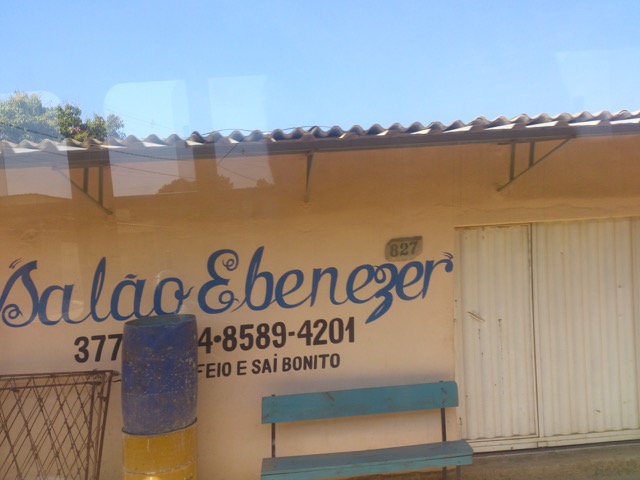 827
"Salão Ebenezer"
377 4·8589-4201
FEIO E SAÍ BONITO